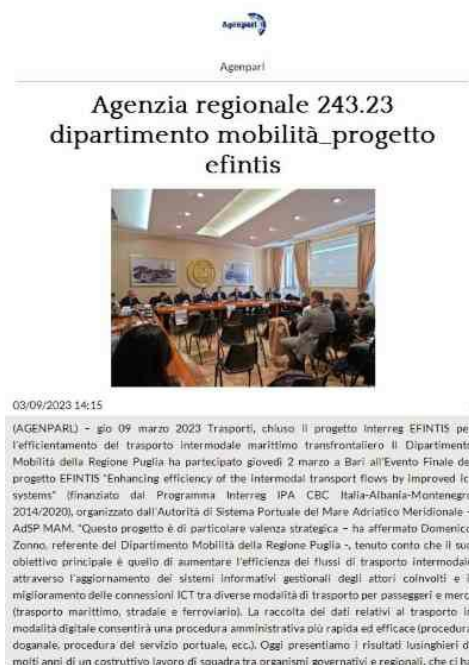 Agenparl
Agenparl
Agenzia regionale 243.23
dipartimento mobilità_progetto
efintis
03/09/2023 14:15
(AGENPARL) – gio 09 marzo 2023 Trasporti, chiuso il progetto Interreg EFINTIS pe
l'efficientamento del trasporto intermodale marittimo transfrontaliero Il Dipartimento
Mobilità della Regione Puglia ha partecipato giovedì 2 marzo a Bari all'Evento Finale de
progetto EFINTIS "Enhancing efficiency of the intermodal transport flows by improved Ic
systems" (finanziato dal Programma Interreg IPA CBC Italia-Albania-Montenegro
2014/2020), organizzato dall'Autorità di Sistema Portuale del Mare Adriatico Meridionale -
AdSP MAM. "Questo progetto è di particolare valenza strategica – ha affermato Domenico
Zonno, referente del Dipartimento Mobilità della Regione Puglia -, tenuto conto che il suo
obiettivo principale è quello di aumentare l'efficienza dei flussi di trasporto intermodale
attraverso l'aggiornamento dei sistemi informativi gestionali degli attori coinvolti e i
miglioramento delle connessioni ICT tra diverse modalità di trasporto per passeggeri e merc
(trasporto marittimo, stradale e ferroviario). La raccolta dei dati relativi al trasporto in
modalità digitale consentirà una procedura amministrativa più rapida ed efficace (procedura
doganale, procedura del servizio portuale, ecc.). Oggi presentiamo i risultati lusinghieri d
molti anni di un costruttivo lavoro di squadra tra organismi governativi e regionali, che giova